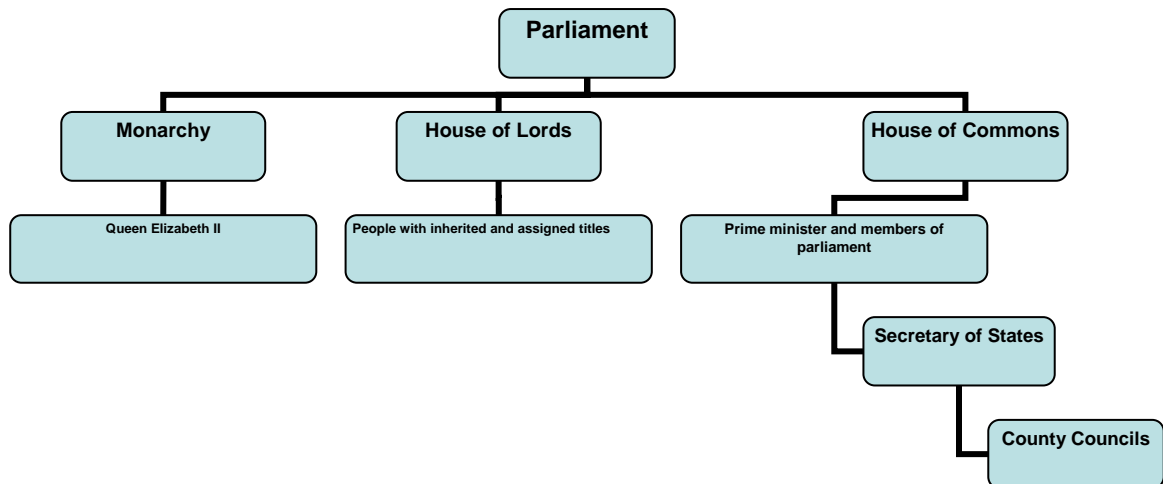 Parliament
Monarchy
House of Lords
House of Commons
Queen Elizabeth II
People with inherited and assigned titles
Prime minister and members of
parliament
Secretary of States
County Councils